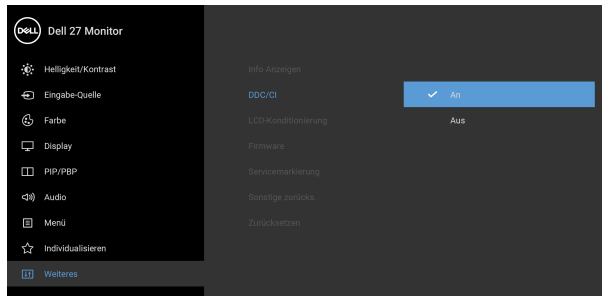 DELL Dell 27 Monitor
Helligkeit/Kontrast
Info Anzeigen
Eingabe-Quelle
DDC/CI
An
Farbe
LCD-Konditionierung
Aus
Display
Firmware
PIP/PBP
Servicemarkierung
Audio
Sonstige zurücks.
Menü
Zurücksetzen
Individualisieren
Weiteres